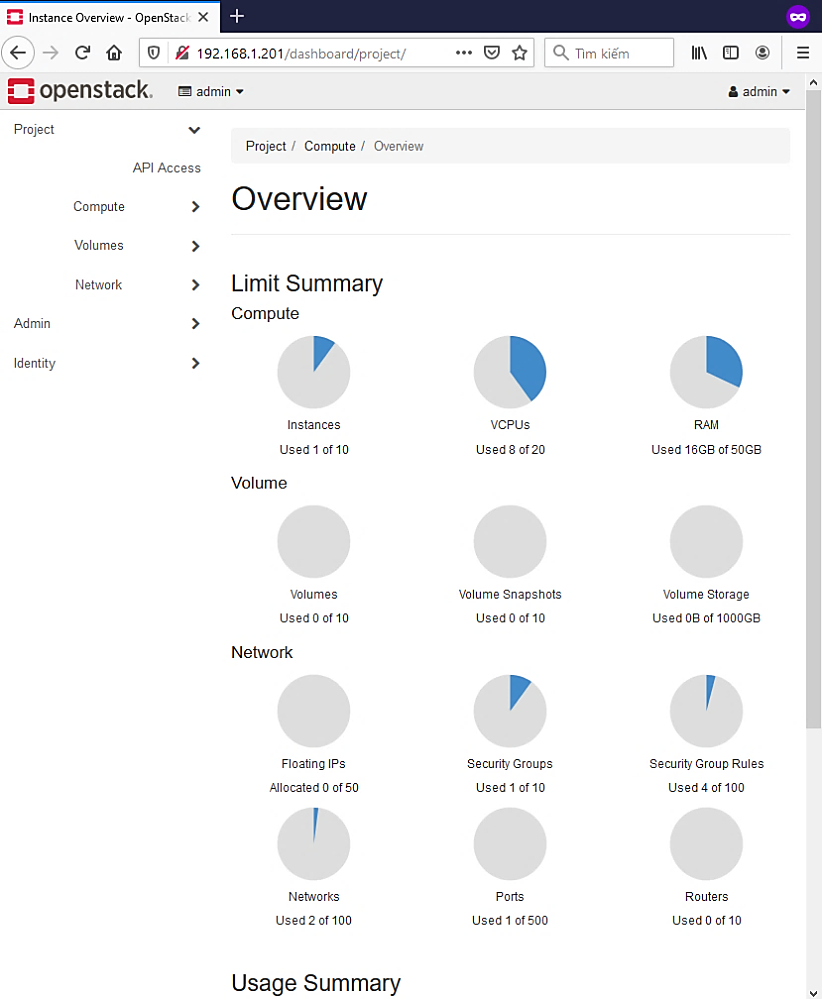 Instance Overview - OpenStack
192.168.1.201/dashboard/project/
Tìm kiếm
openstack.
admin
admin
Project
API Access
Compute
Volumes
Network
Admin
Identity
Project / Compute / Overview
Overview
Limit Summary
Compute
Instances VCPUs RAM
Used 1 of 10 Used 8 of 20 Used 16GB of 50GB
Volume
Volumes Volume Snapshots Volume Storage
Used 0 of 10 Used 0 of 10 Used 0B of 1000GB
Network
Floating IPs Security Groups Security Group Rules
Allocated 0 of 50 Used 1 of 10 Used 4 of 100
Networks Ports Routers
Used 2 of 100 Used 1 of 500 Used 0 of 10
Usage Summary